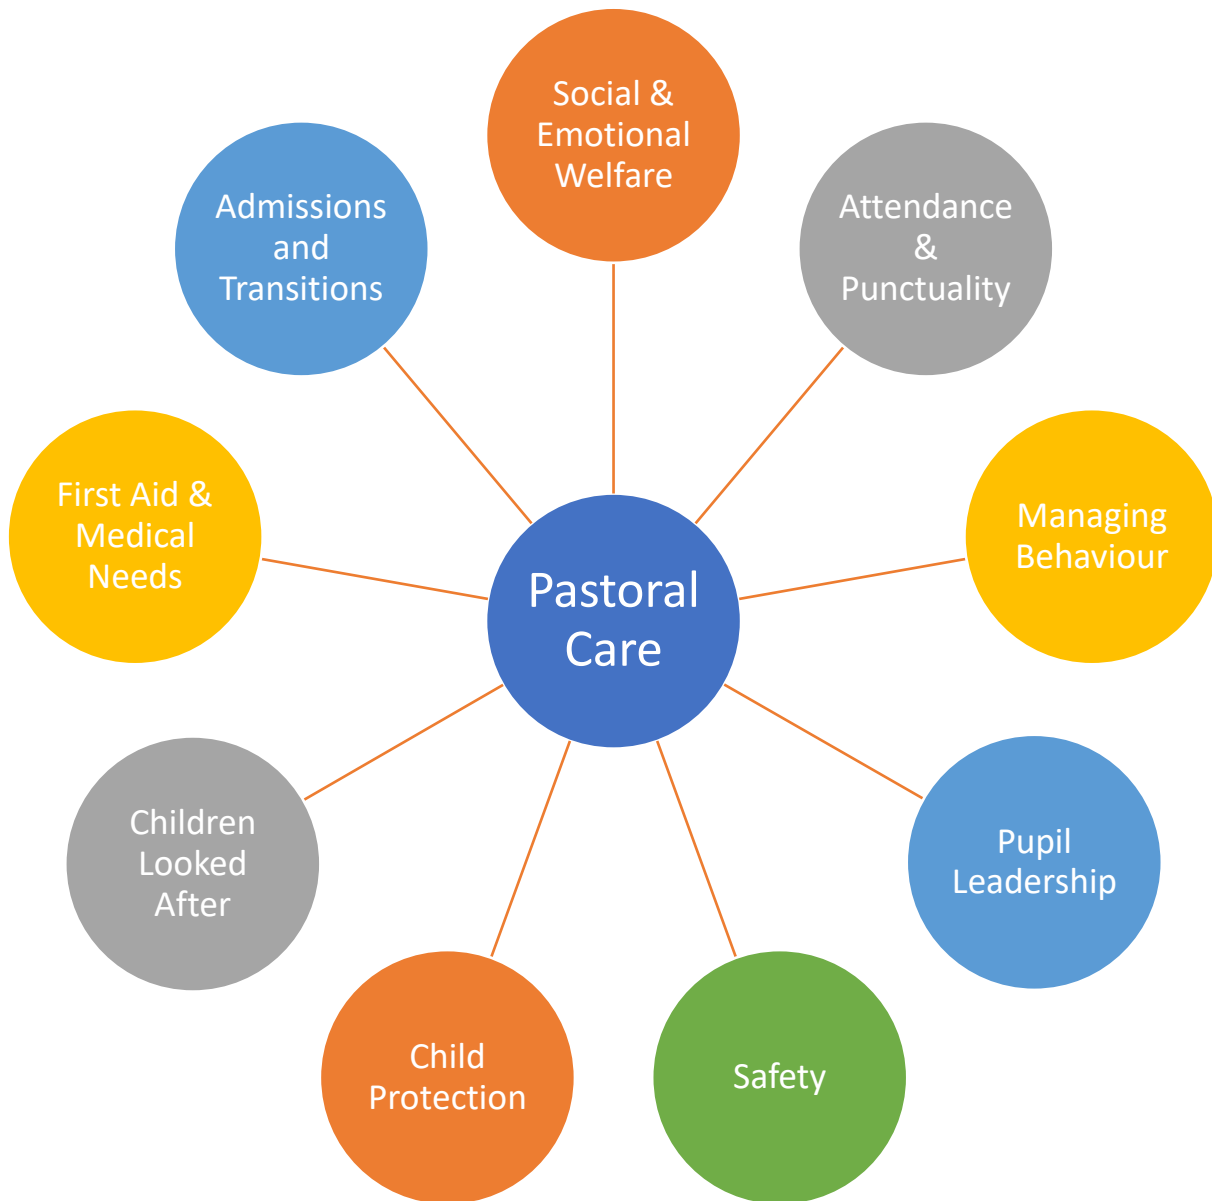 Social &
Emotional
Welfare
Attendance
&
Punctuality
Managing
Behaviour
Pupil
Leadership
Safety
Child
Protection
Children
Looked
After
First Aid &
Medical
Needs
Admissions
and
Transitions
Pastoral
Care